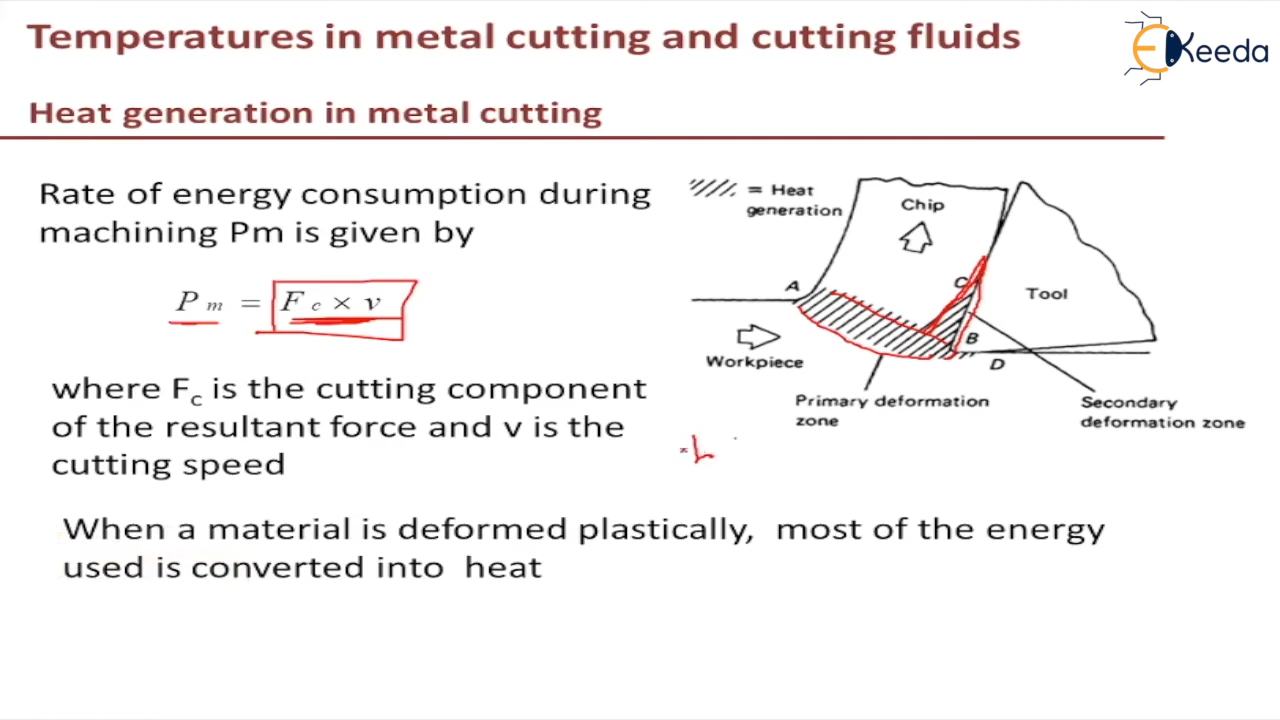 Temperatures in metal cutting and cutting fluids
EKeeda
Heat generation in metal cutting
Rate of energy consumption during
machining Pm is given by
P m = F c × v
where Fc is the cutting component
of the resultant force and v is the
cutting speed
When a material is deformed plastically, most of the energy
used is converted into heat
= Heat
generation
Chip
A
C
Tool
B
D
Workpiece
Primary deformation
zone
Secondary
deformation zone